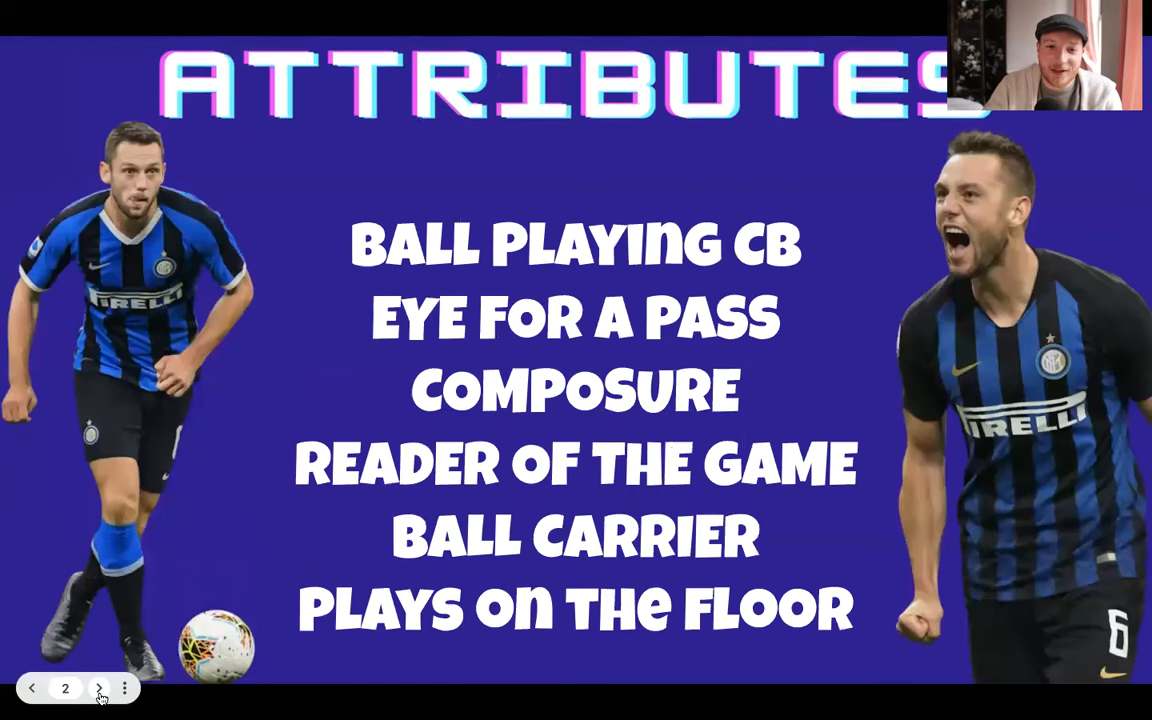 ATTRIBUTES
BALL PLAYING CB
EYE FOR A PASS
COMPOSURE
READER OF THE GAME
BALL CARRIER
PLAYS ON THE FLOOR
PIRELLI
PIRELLI
6
2